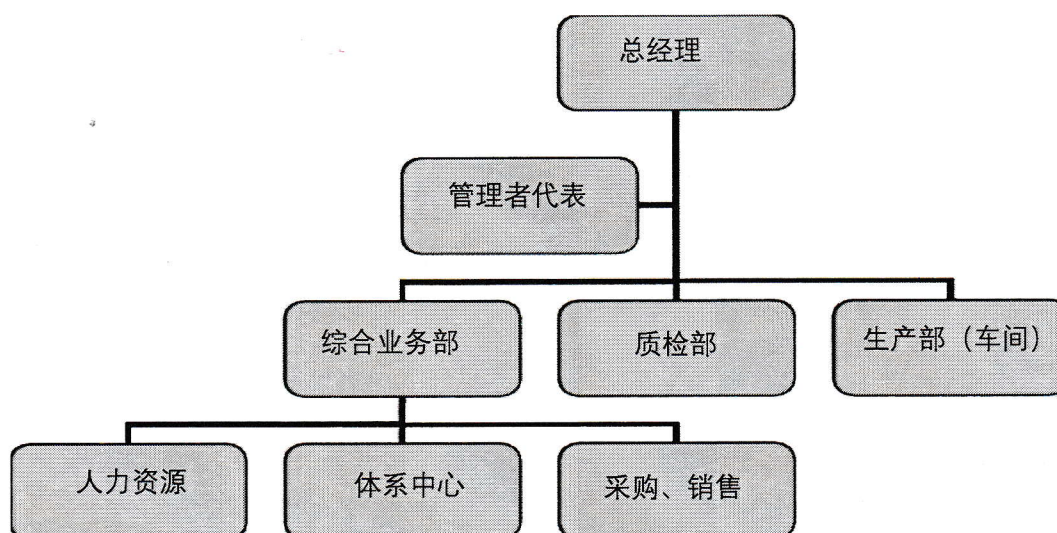 总经理
管理者代表
综合业务部
质检部
生产部（车间）
人力资源
体系中心
采购、销售